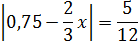 |0,75 − 2/3 x| = 5/12